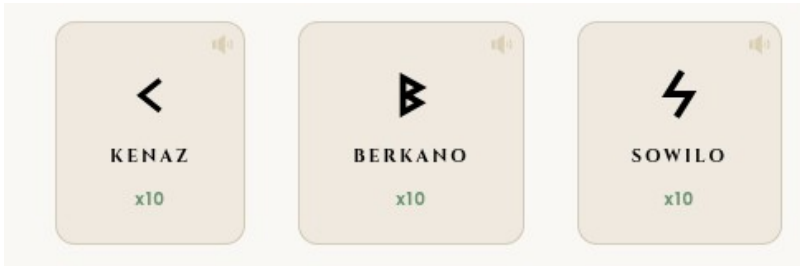 ᚲ ᛒ ᛋ
KENAZ BERKANO SOWILO
x10 x10 x10